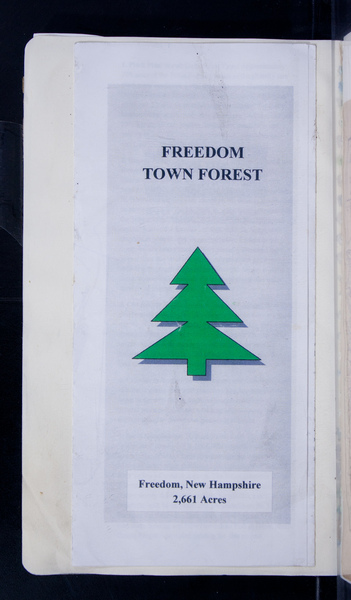 FREEDOM
TOWN FOREST
Freedom, New Hampshire
2,661 Acres